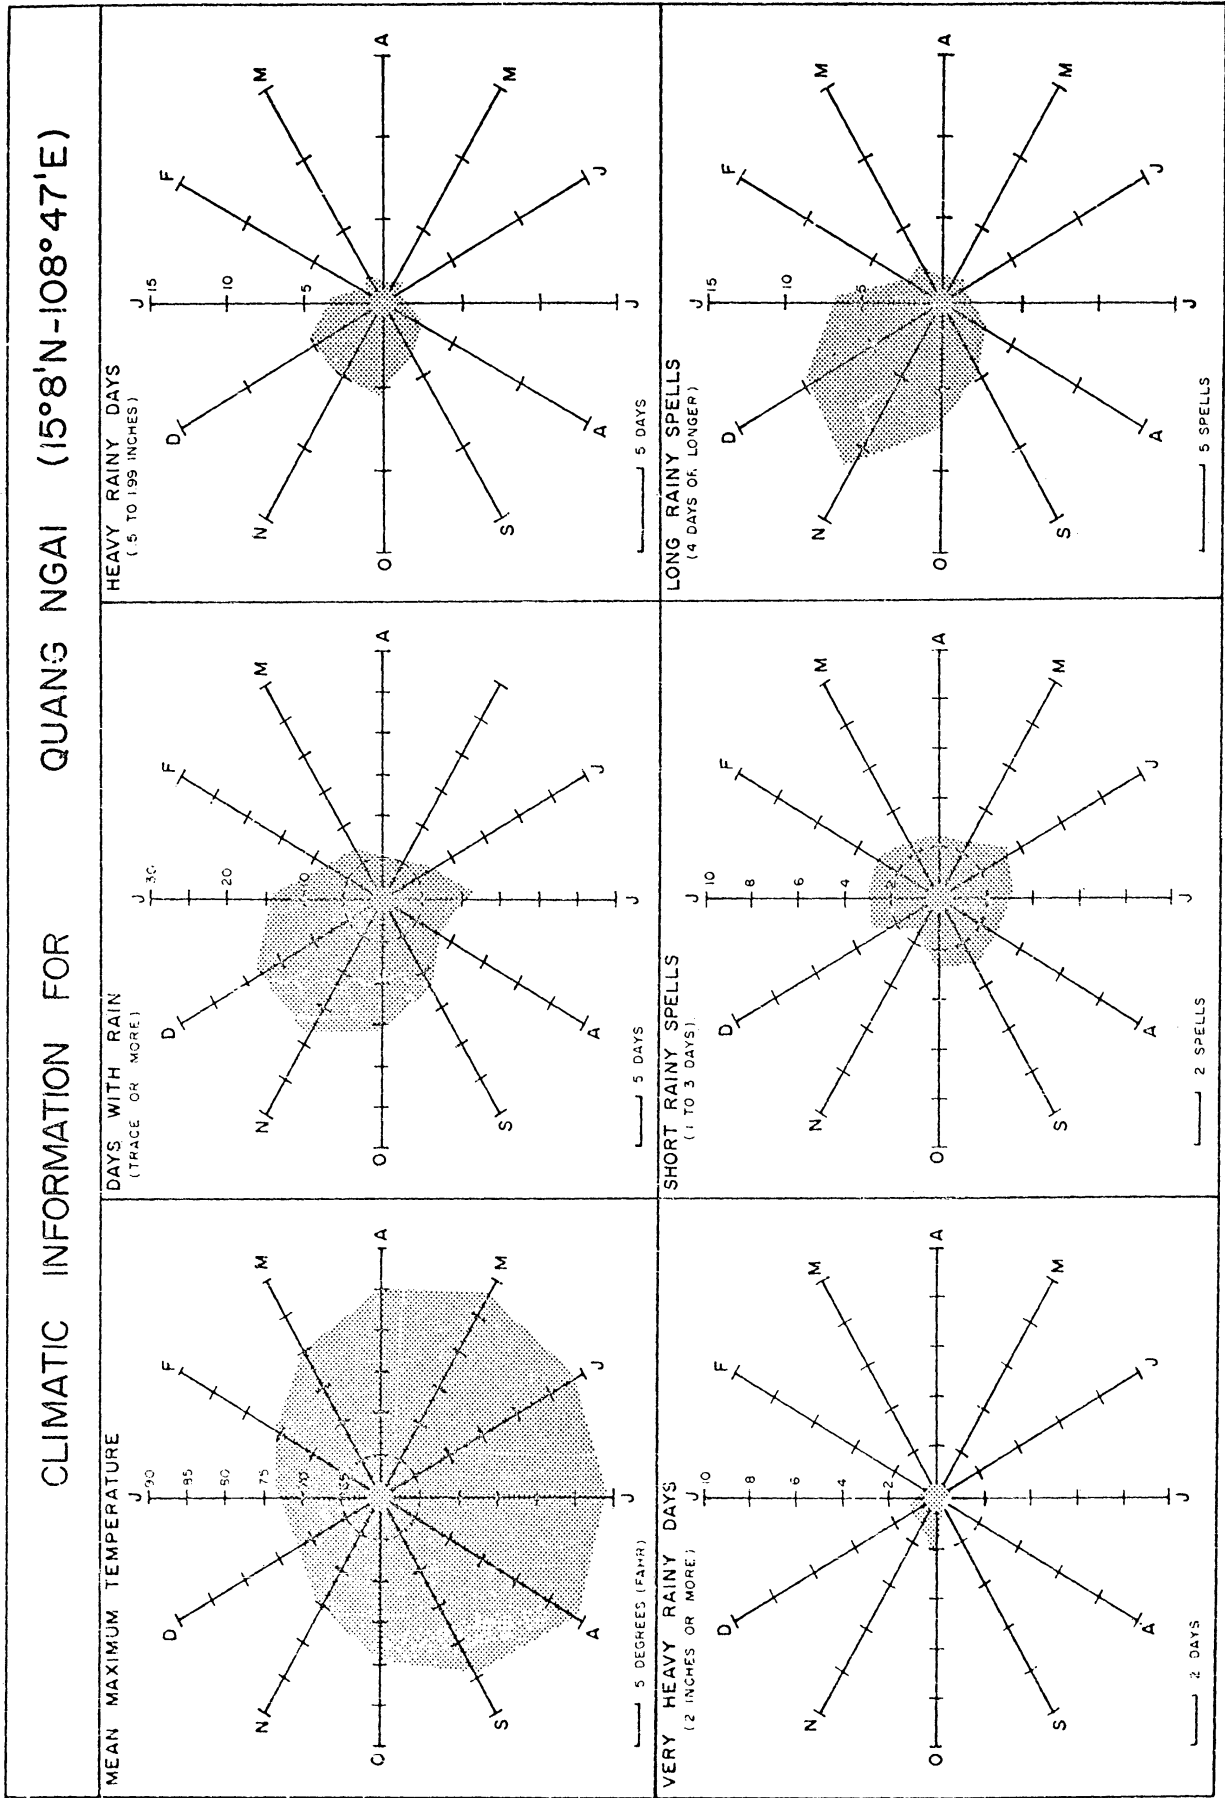 CLIMATIC INFORMATION FOR QUANG NGAI (15°8'N-108°47'E)
MEAN MAXIMUM TEMPERATURE
J
90
85
80
75
70
65
F
M
A
M
J
J
A
S
O
N
D
5 DEGREES (FAHR)
DAYS WITH RAIN
(TRACE OR MORE)
J
30
20
10
F
M
A
J
J
A
S
O
N
D
5 DAYS
HEAVY RAINY DAYS
(.5 TO 1.99 INCHES)
J
15
10
5
F
M
A
M
J
J
A
S
O
N
D
5 DAYS
VERY HEAVY RAINY DAYS
(2 INCHES OR MORE)
J
10
8
6
4
2
F
M
A
M
J
J
A
S
O
N
D
2 DAYS
SHORT RAINY SPELLS
(1 TO 3 DAYS)
J
10
8
6
4
2
F
M
A
M
J
J
A
S
O
N
D
2 SPELLS
LONG RAINY SPELLS
(4 DAYS OR LONGER)
J
15
10
5
F
M
A
M
J
J
A
S
O
N
D
5 SPELLS